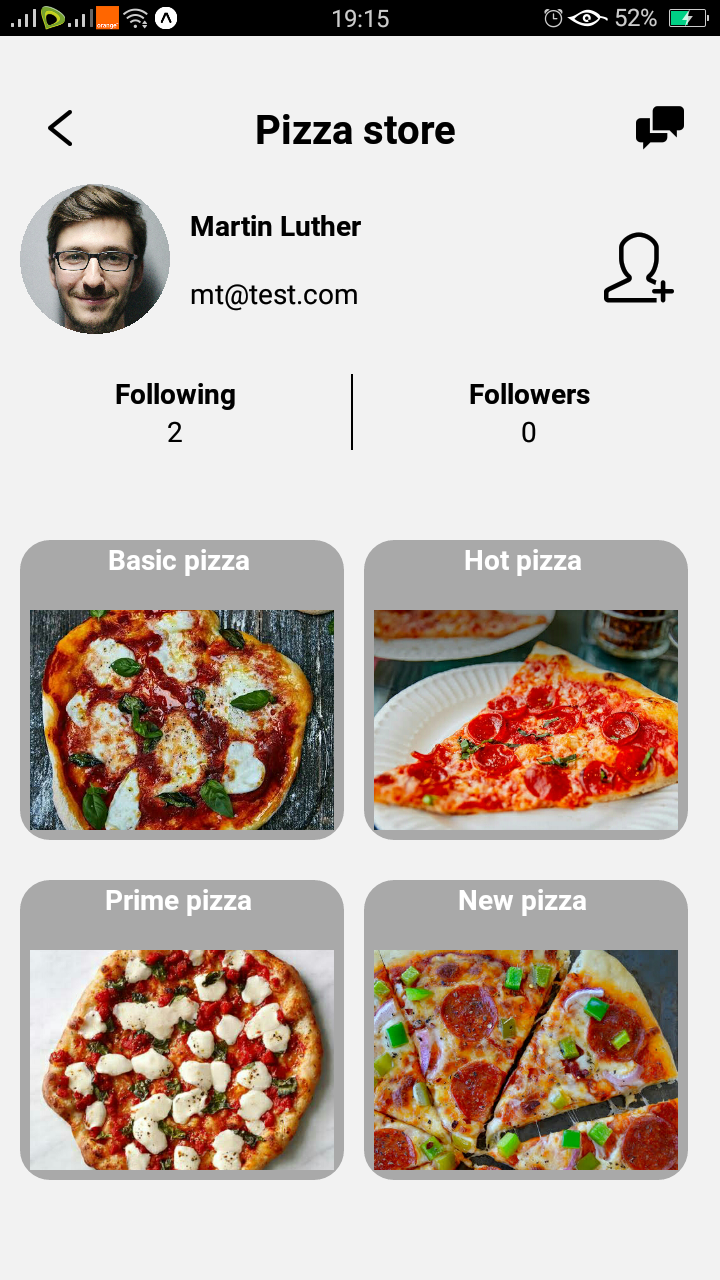 orange
19:15
52%
Pizza store
Martin Luther
mt@test.com
Following
Followers
2
0
Basic pizza
Hot pizza
Prime pizza
New pizza